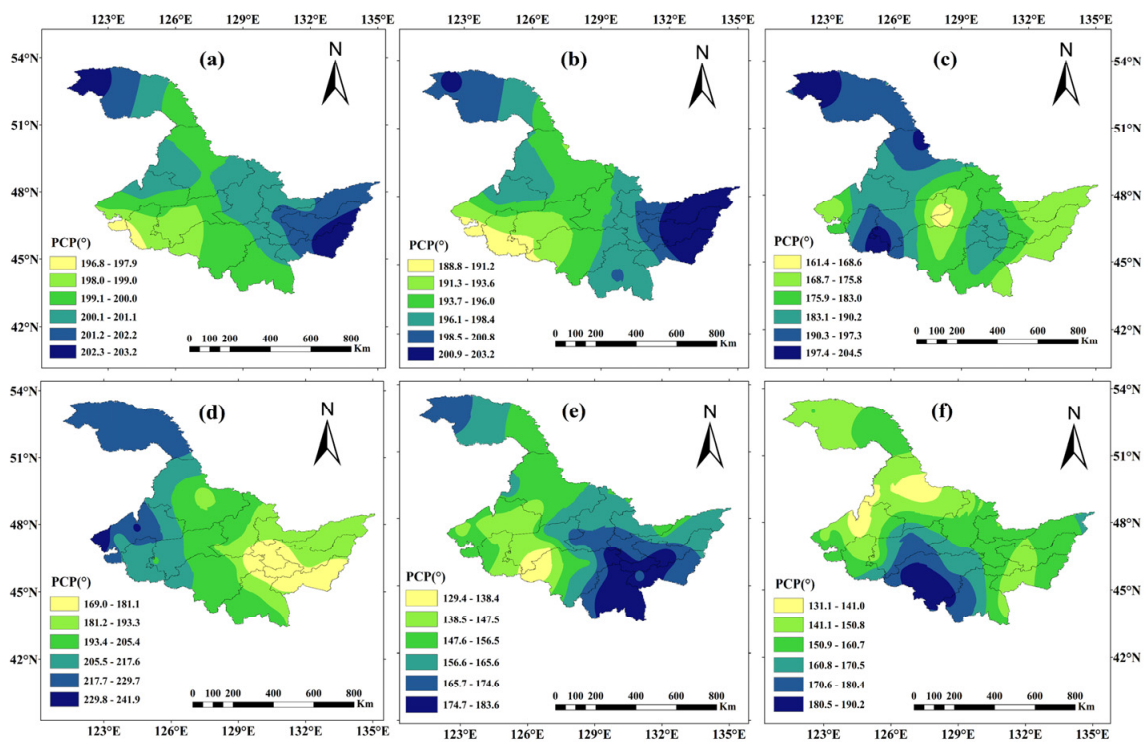 123°E 126°E 129°E 132°E 135°E 123°E 126°E 129°E 132°E 135°E 123°E 126°E 129°E 132°E 135°E
54°N
51°N
48°N
45°N
42°N
(a)
N
PCP(°)
196.8 - 197.9
198.0 - 199.0
199.1 - 200.0
200.1 - 201.1
201.2 - 202.2
202.3 - 203.2
0 100 200 400 600 800
Km
(b)
N
PCP(°)
188.8 - 191.2
191.3 - 193.6
193.7 - 196.0
196.1 - 198.4
198.5 - 200.8
200.9 - 203.2
0 100 200 400 600 800
Km
(c)
N
PCP(°)
161.4 - 168.6
168.7 - 175.8
175.9 - 183.0
183.1 - 190.2
190.3 - 197.3
197.4 - 204.5
0 100 200 400 600 800
Km
54°N
51°N
48°N
45°N
42°N
54°N
51°N
48°N
45°N
42°N
(d)
N
PCP(°)
169.0 - 181.1
181.2 - 193.3
193.4 - 205.4
205.5 - 217.6
217.7 - 229.7
229.8 - 241.9
0 100 200 400 600 800
Km
(e)
N
PCP(°)
129.4 - 138.4
138.5 - 147.5
147.6 - 156.5
156.6 - 165.6
165.7 - 174.6
174.7 - 183.6
0 100 200 400 600 800
Km
(f)
N
PCP(°)
131.1 - 141.0
141.1 - 150.8
150.9 - 160.7
160.8 - 170.5
170.6 - 180.4
180.5 - 190.2
0 100 200 400 600 800
Km
54°N
51°N
48°N
45°N
42°N
123°E 126°E 129°E 132°E 135°E 123°E 126°E 129°E 132°E 135°E 123°E 126°E 129°E 132°E 135°E